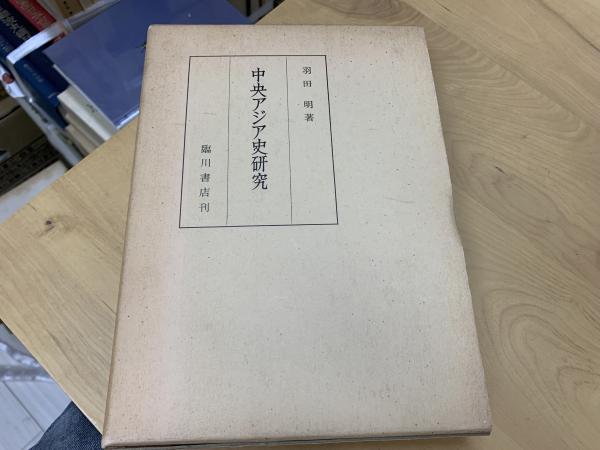 羽田 明著
中央アジア史研究
臨川書店刊